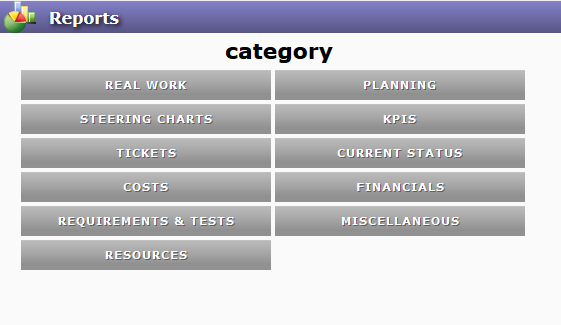 Reports
category
REAL WORK
PLANNING
STEERING CHARTS
KPIS
TICKETS
CURRENT STATUS
COSTS
FINANCIALS
REQUIREMENTS & TESTS
MISCELLANEOUS
RESOURCES